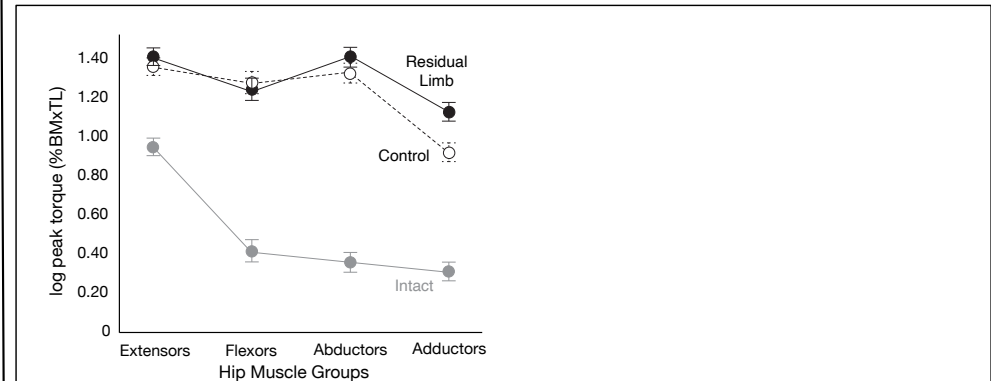 log peak torque (%BMxTL)
1.40
1.20
1.00
0.80
0.60
0.40
0.20
0
Residual
Limb
Control
Intact
Extensors Flexors Abductors Adductors
Hip Muscle Groups